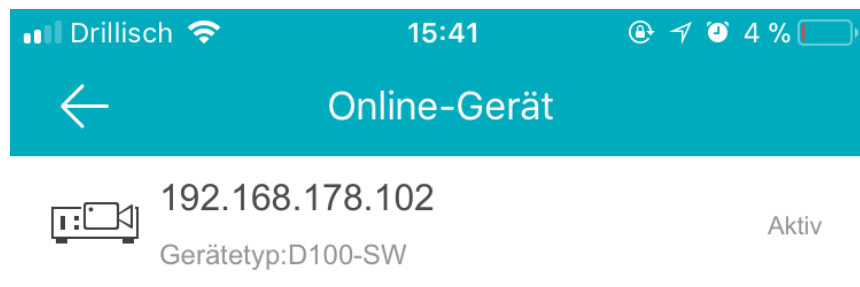 Drillisch 15:41 4 %
Online-Gerät
192.168.178.102
Aktiv
Gerätetyp:D100-SW